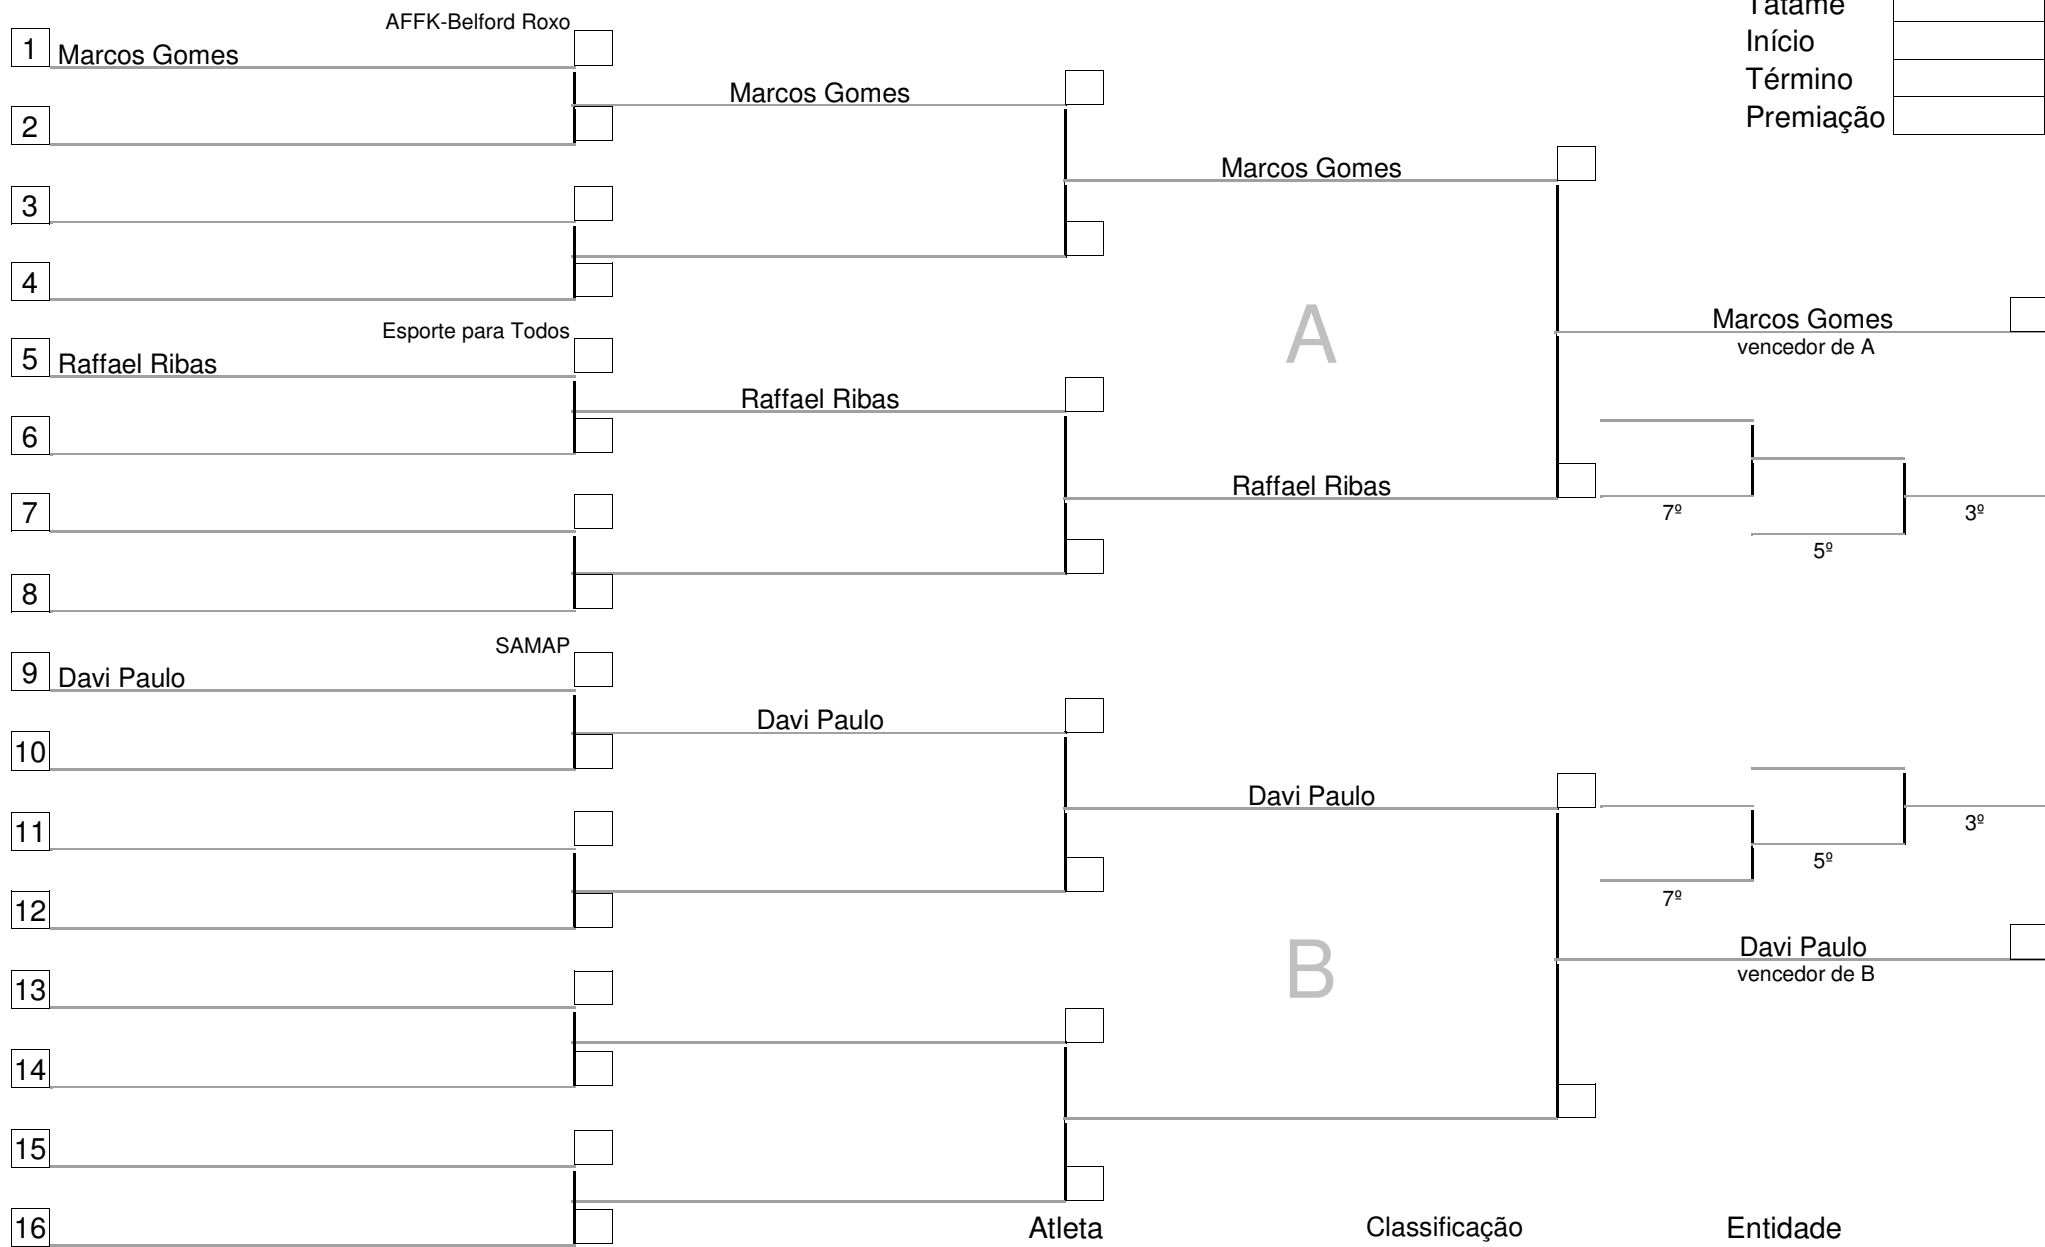 AFFK-Belford Roxo
1 Marcos Gomes
2
3
4
Esporte para Todos
5 Raffael Ribas
6
7
8
SAMAP
9 Davi Paulo
10
11
12
13
14
15
16
Marcos Gomes
Raffael Ribas
Davi Paulo
Marcos Gomes
A
Raffael Ribas
Davi Paulo
B
Tatame
Início
Término
Premiação
Marcos Gomes
vencedor de A
7º
5º
3º
3º
5º
7º
Davi Paulo
vencedor de B
Atleta Classificação Entidade